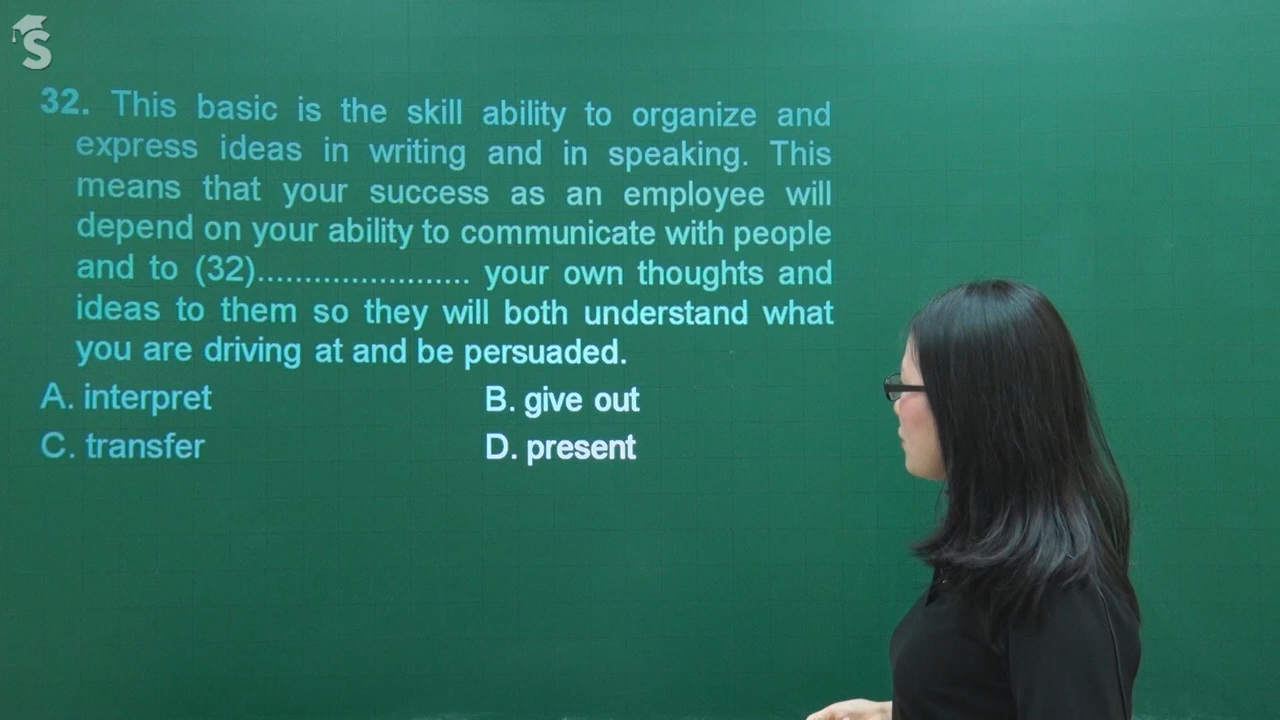 S
32. This basic is the skill ability to organize and
express ideas in writing and in speaking. This
means that your success as an employee will
depend on your ability to communicate with people
and to (32)....................... your own thoughts and
ideas to them so they will both understand what
you are driving at and be persuaded.
A. interpret B. give out
C. transfer D. present